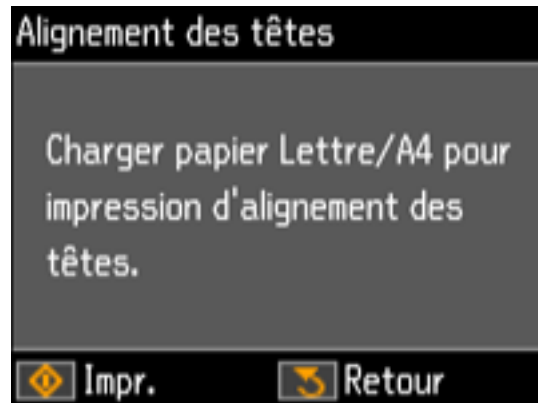 Alignement des têtes
Charger papier Lettre/A4 pour
impression d'alignement des
têtes.
Impr. Retour